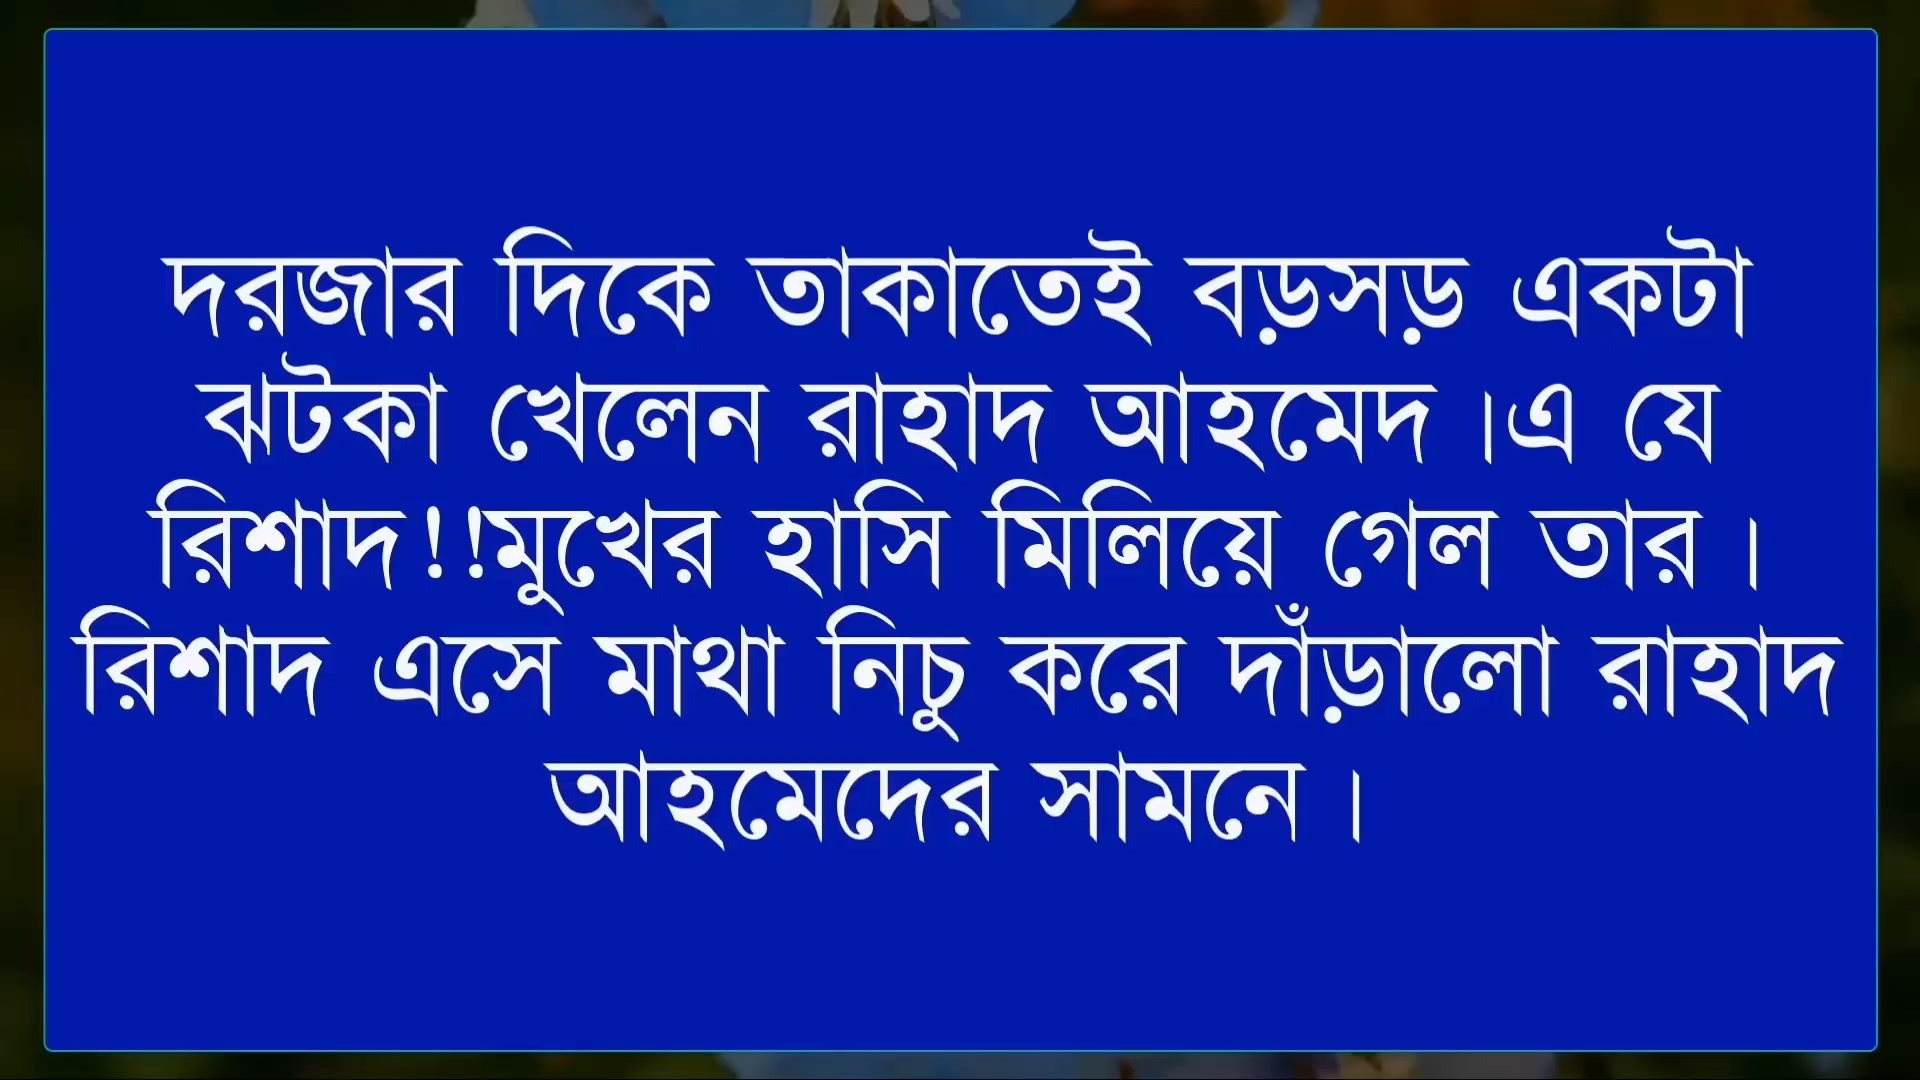 দরজার দিকে তাকাতেই বড়সড় একটা
ঝটকা খেলেন রাহাদ আহমেদ ।এ যে
রিশাদ!!মুখের হাসি মিলিয়ে গেল তার ।
রিশাদ এসে মাথা নিচু করে দাঁড়ালো রাহাদ
আহমেদের সামনে ।